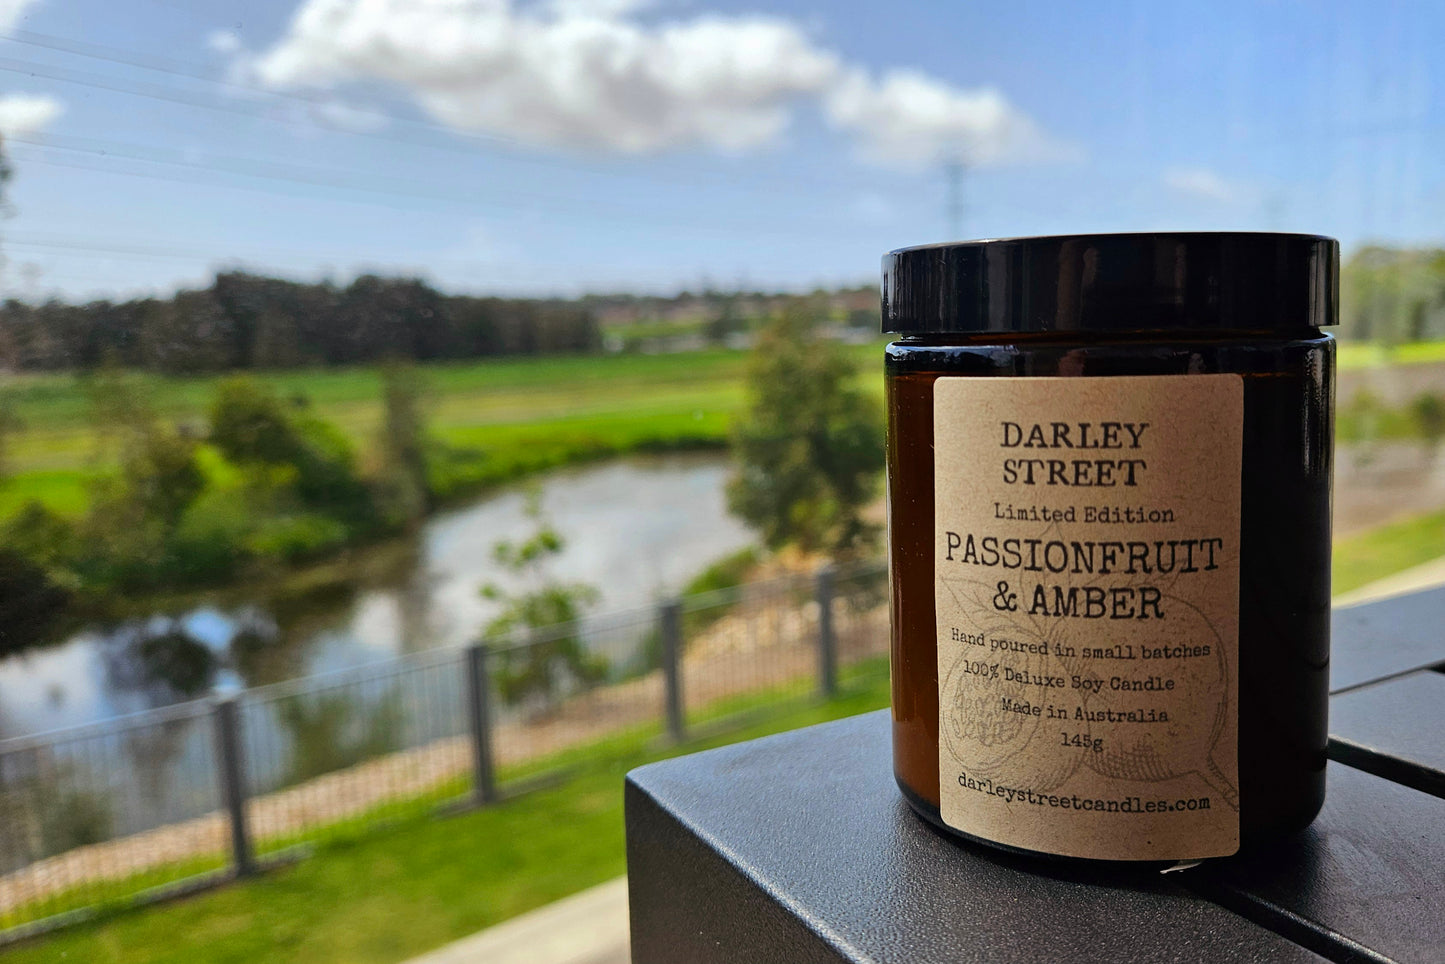 DARLEY
STREET
Limited Edition
PASSIONFRUIT
& AMBER
Hand poured in small batches
100% Deluxe Soy Candle
Made in Australia
145g
darleystreetcandles.com